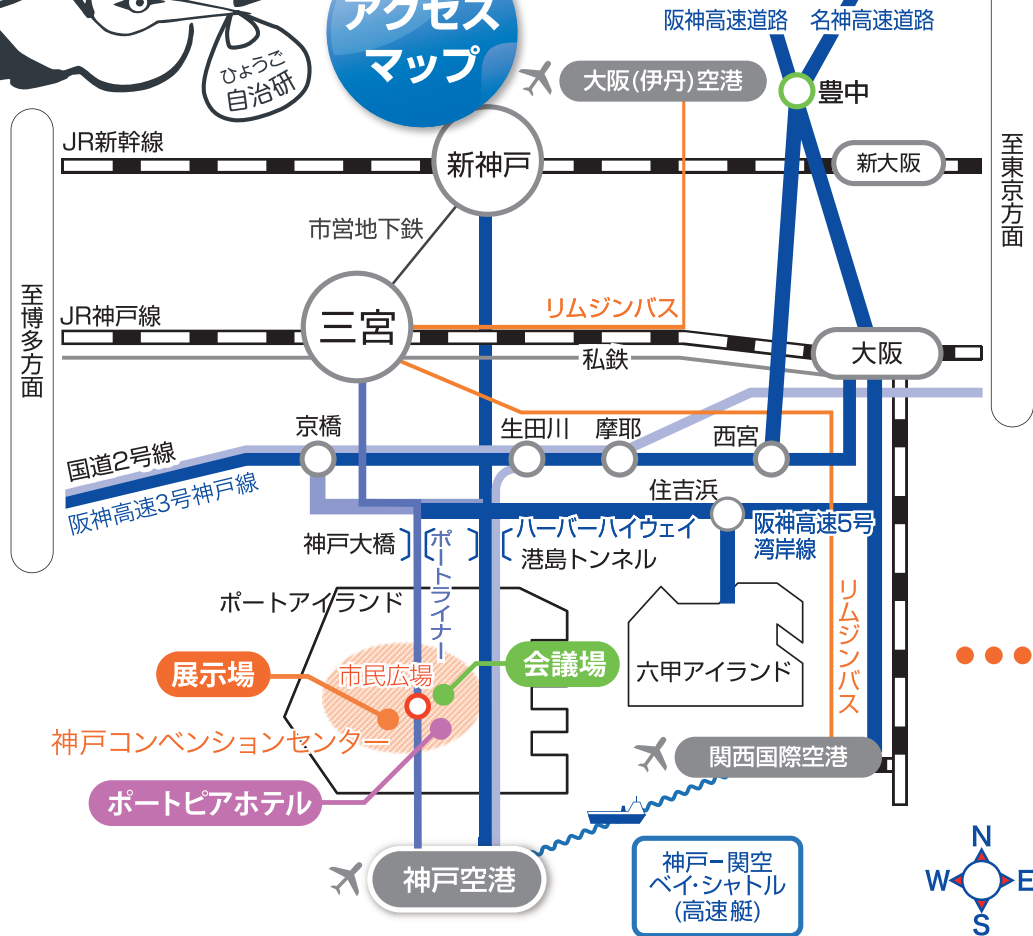 ひょうご
自治研
アクセス
マップ
阪神高速道路
名神高速道路
大阪(伊丹)空港
豊中
JR新幹線
新神戸
新大阪
至東京方面
至博多方面
市営地下鉄
JR神戸線
三宮
リムジンバス
私鉄
大阪
京橋
生田川
摩耶
西宮
国道2号線
阪神高速3号神戸線
住吉浜
神戸大橋
ポートライナー
ハーバーハイウェイ
港島トンネル
阪神高速5号
湾岸線
ポートアイランド
リムジンバス
展示場
市民広場
会議場
六甲アイランド
神戸コンベンションセンター
ポートピアホテル
関西国際空港
神戸空港
神戸−関空
ベイ・シャトル
(高速艇)
N
W
E
S